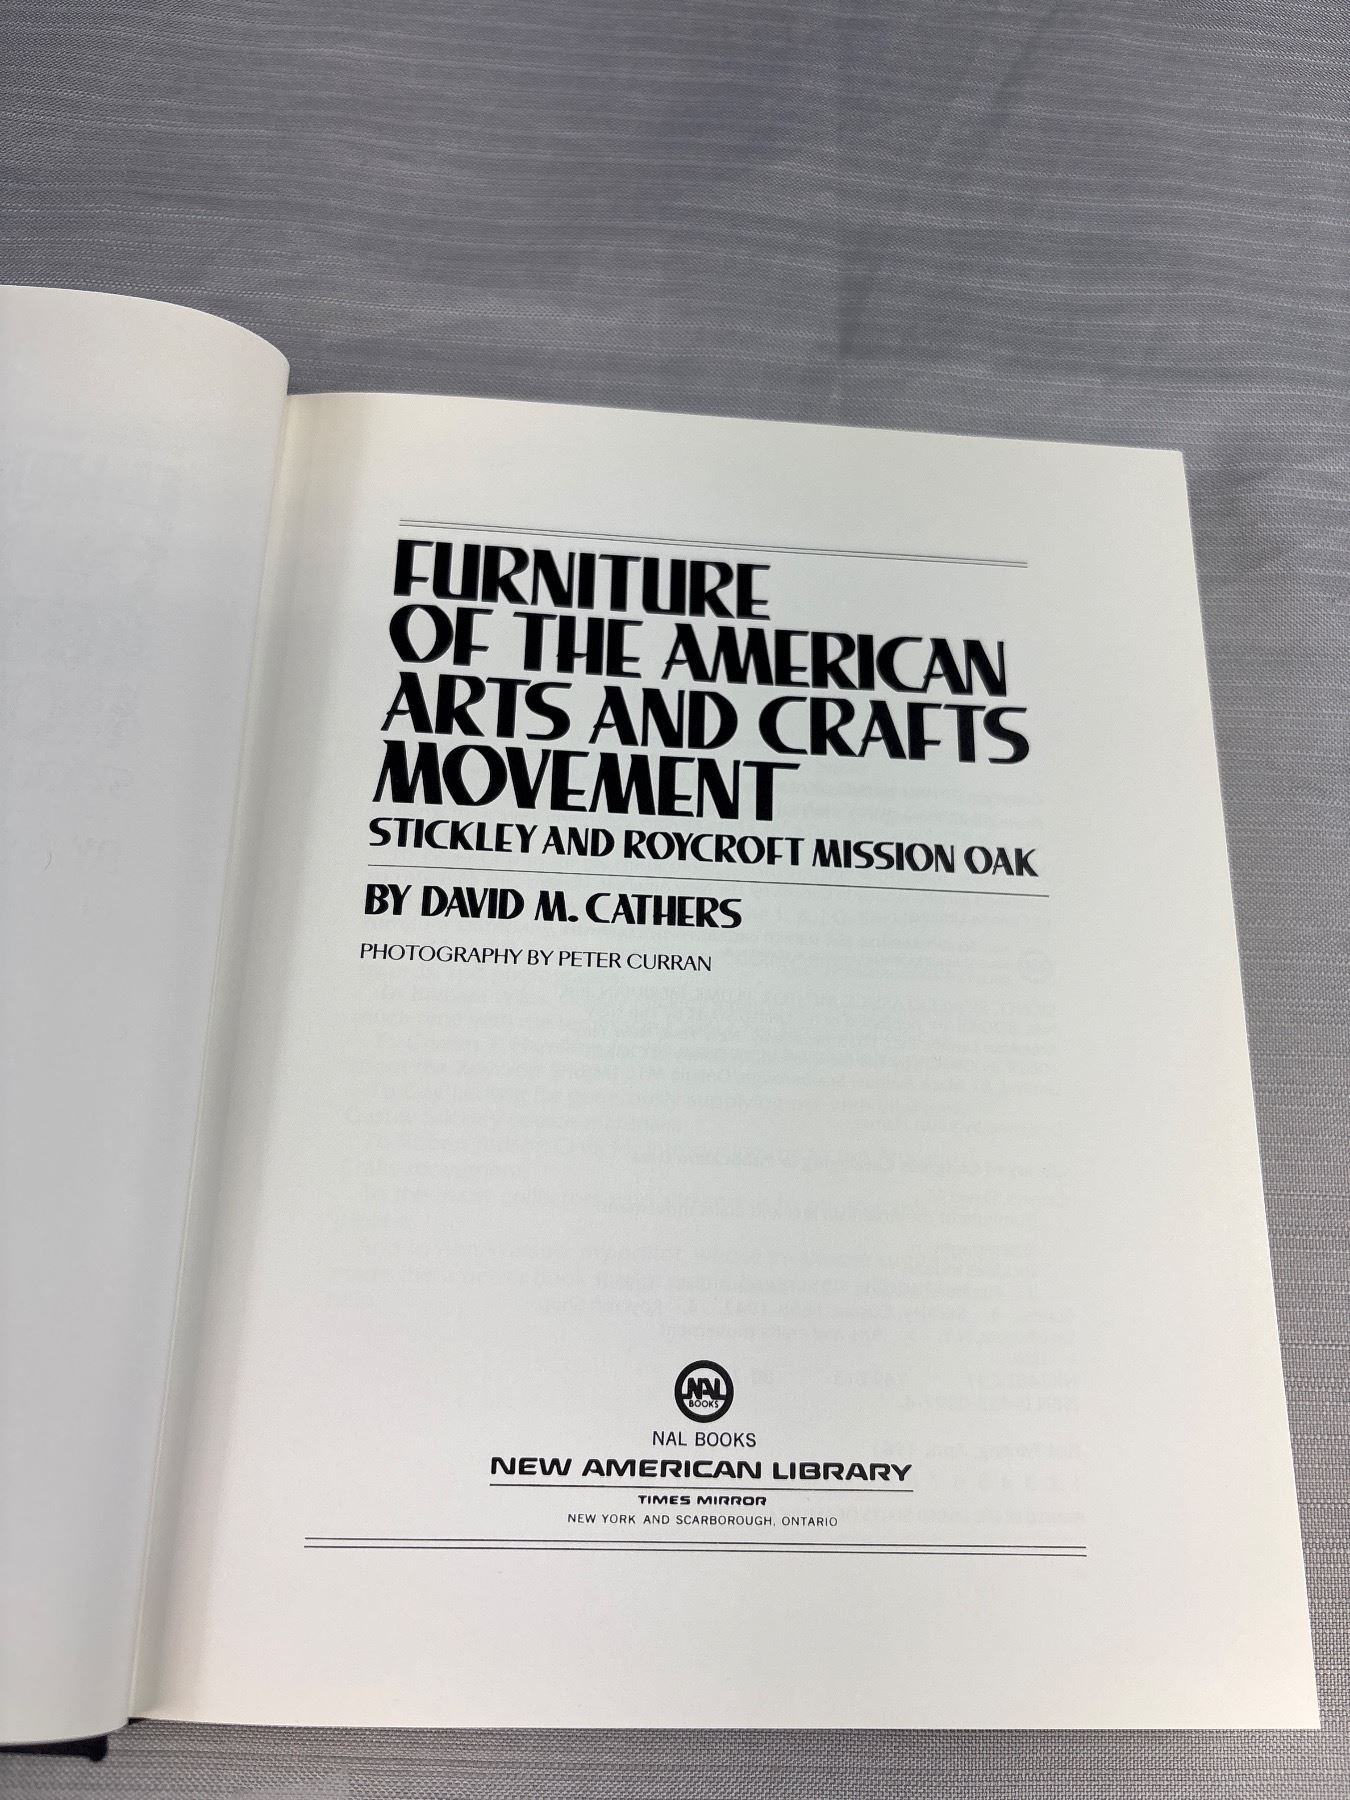 FURNITURE
OF THE AMERICAN
ARTS AND CRAFTS
MOVEMENT
STICKLEY AND ROYCROFT MISSION OAK
BY DAVID M. CATHERS
PHOTOGRAPHY BY PETER CURRAN
NAL
BOOKS
NAL BOOKS
NEW AMERICAN LIBRARY
TIMES MIRROR
NEW YORK AND SCARBOROUGH, ONTARIO